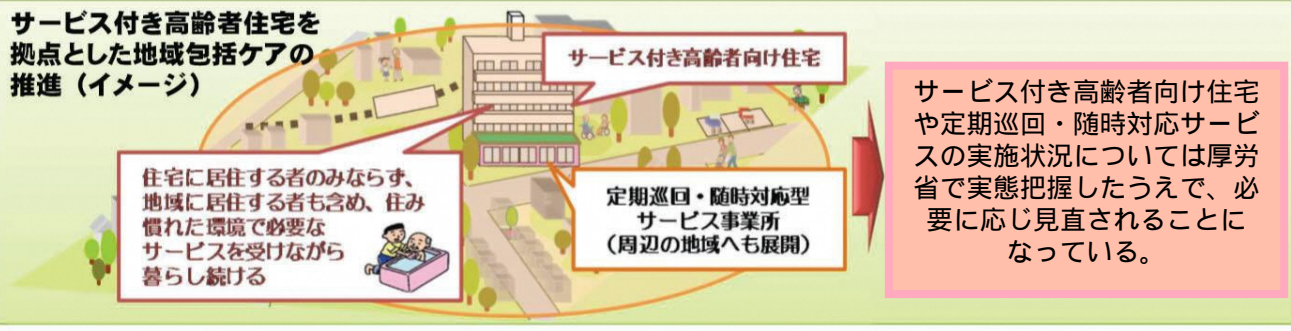 サービス付き高齢者住宅を
拠点とした地域包括ケアの
推進（イメージ）
サービス付き高齢者向け住宅
住宅に居住する者のみならず、
地域に居住する者も含め、住み
慣れた環境で必要な
サービスを受けながら
暮らし続ける
定期巡回・随時対応型
サービス事業所
（周辺の地域へも展開）
サービス付き高齢者向け住宅
や定期巡回・随時対応サービ
スの実施状況については厚労
省で実態把握したうえで、必
要に応じ見直されることに
なっている。